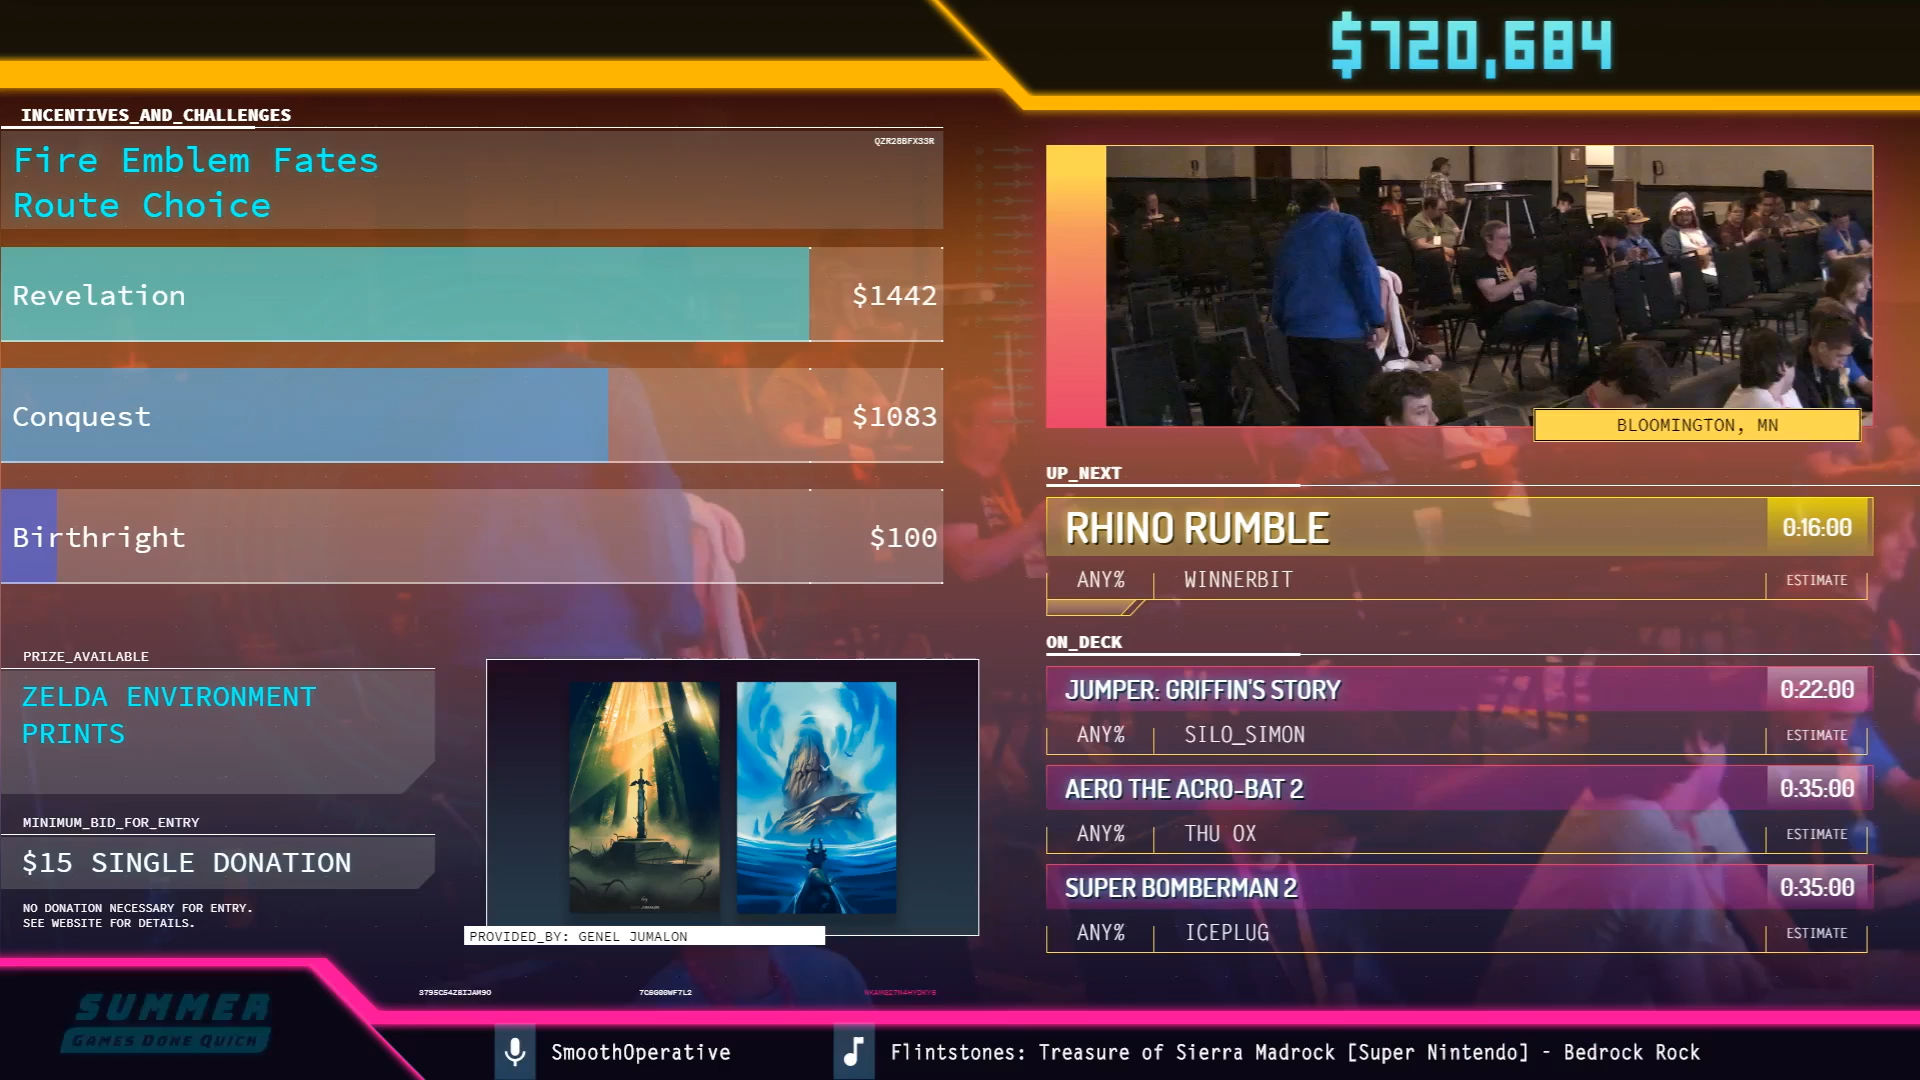 $720,684
INCENTIVES_AND_CHALLENGES
QZR28BFX33R
Fire Emblem Fates
Route Choice
Revelation $1442
Conquest $1083
Birthright $100
PRIZE_AVAILABLE
ZELDA ENVIRONMENT
PRINTS
MINIMUM_BID_FOR_ENTRY
$15 SINGLE DONATION
NO DONATION NECESSARY FOR ENTRY.
SEE WEBSITE FOR DETAILS.
PROVIDED_BY: GENEL JUMALON
BLOOMINGTON, MN
UP_NEXT
RHINO RUMBLE 0:16:00
ANY% WINNERBIT ESTIMATE
ON_DECK
JUMPER: GRIFFIN'S STORY 0:22:00
ANY% SILO_SIMON ESTIMATE
AERO THE ACRO-BAT 2 0:35:00
ANY% THU OX ESTIMATE
SUPER BOMBERMAN 2 0:35:00
ANY% ICEPLUG ESTIMATE
SUMMER
GAMES DONE QUICK
SmoothOperative
Flintstones: Treasure of Sierra Madrock [Super Nintendo] - Bedrock Rock